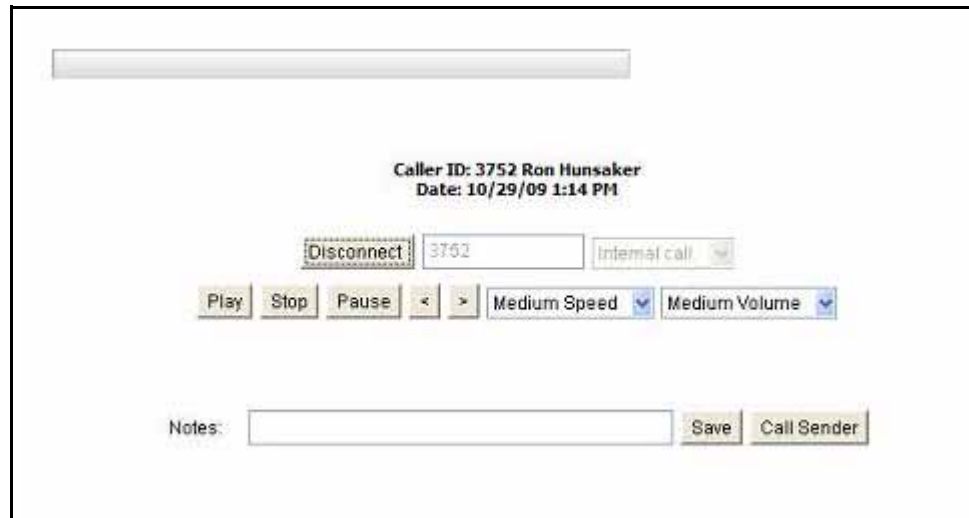 Caller ID: 3752 Ron Hunsaker
Date: 10/29/09 1:14 PM
Disconnect 3752 Internal call
Play Stop Pause < > Medium Speed Medium Volume
Notes: Save Call Sender